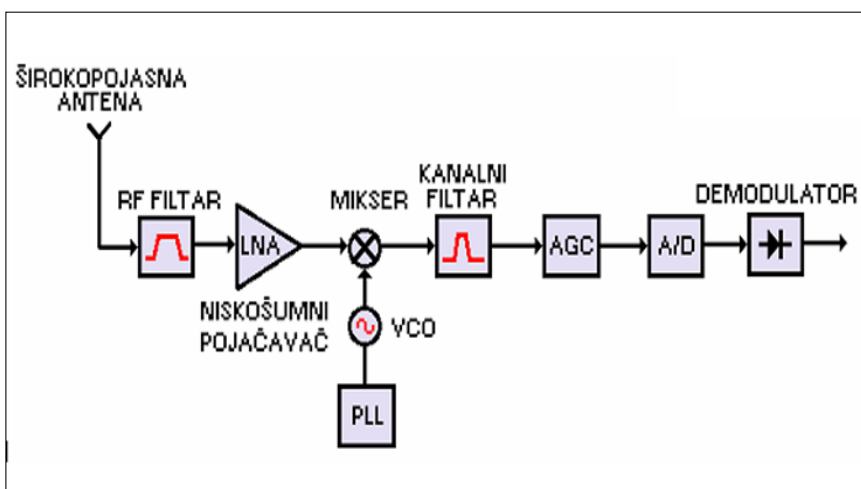 ŠIROKOPOJASNA
ANTENA
RF FILTAR
LNA
NISKOŠUMNI
POJAČAVAČ
MIKSER
VCO
PLL
KANALNI
FILTAR
AGC
A/D
DEMODULATOR